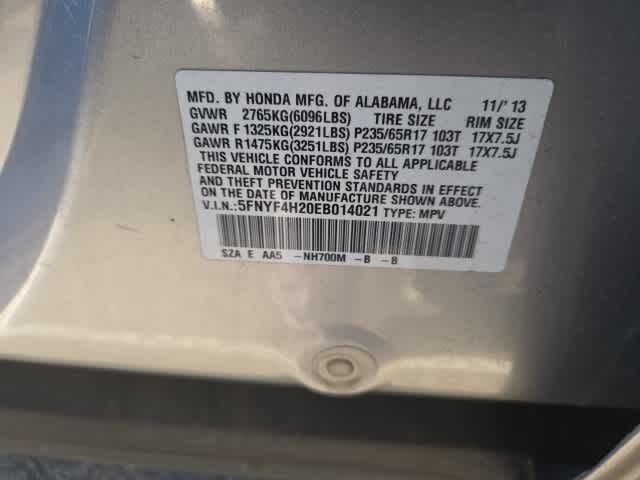 MFD. BY HONDA MFG. OF ALABAMA, LLC 11/'13
GVWR 2765KG(6096LBS) TIRE SIZE RIM SIZE
GAWR F 1325KG(2921LBS) P235/65R17 103T 17X7.5J
GAWR R1475KG(3251LBS) P235/65R17 103T 17X7.5J
THIS VEHICLE CONFORMS TO ALL APPLICABLE
FEDERAL MOTOR VEHICLE SAFETY
AND THEFT PREVENTION STANDARDS IN EFFECT
ON THE DATE OF MANUFACTURE SHOWN ABOVE.
V.I.N.:5FNYF4H20EB014021 TYPE: MPV
SZA E AA5 -NH700M -B -B